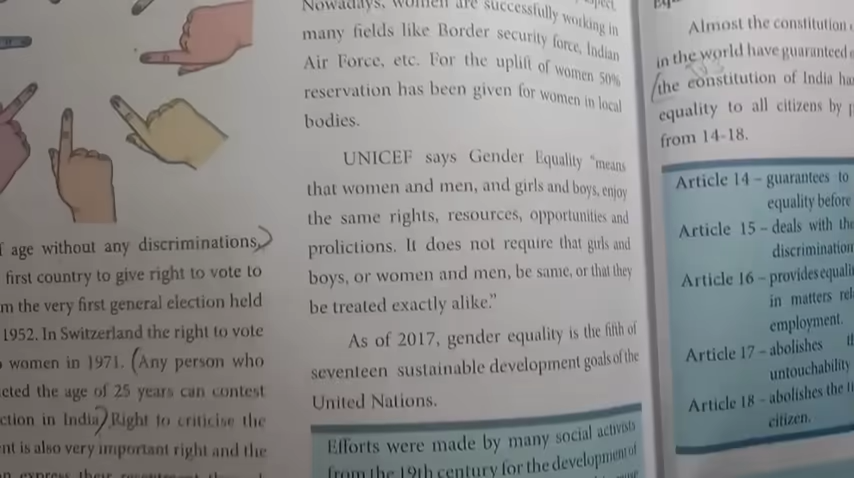 f age without any discriminations,
first country to give right to vote to
m the very first general election held
1952. In Switzerland the right to vote
women in 1971. (Any person who
cted the age of 25 years can contest
ction in India) Right to criticise the
nt is also very important right and the
Nowadays, women are successfully working in
many fields like Border security force, Indian
Air Force, etc. For the uplift of women 50%
reservation has been given for women in local
bodies.
UNICEF says Gender Equality "means
that women and men, and girls and boys, enjoy
the same rights, resources, opportunities and
prolictions. It does not require that girls and
boys, or women and men, be same, or that they
be treated exactly alike."
As of 2017, gender equality is the fifth of
seventeen sustainable development goals of the
United Nations.
Efforts were made by many social activists
from the 19th century for the development of
Almost the constitution
in the world have guaranteed
(the constitution of India ha
equality to all citizens by p
from 14-18.
Article 14 – guarantees to
equality before
Article 15 – deals with the
discrimination
Article 16 – provides equali
in matters rel
employment.
Article 17 – abolishes
untouchability
Article 18 – abolishes the ti
citizen.